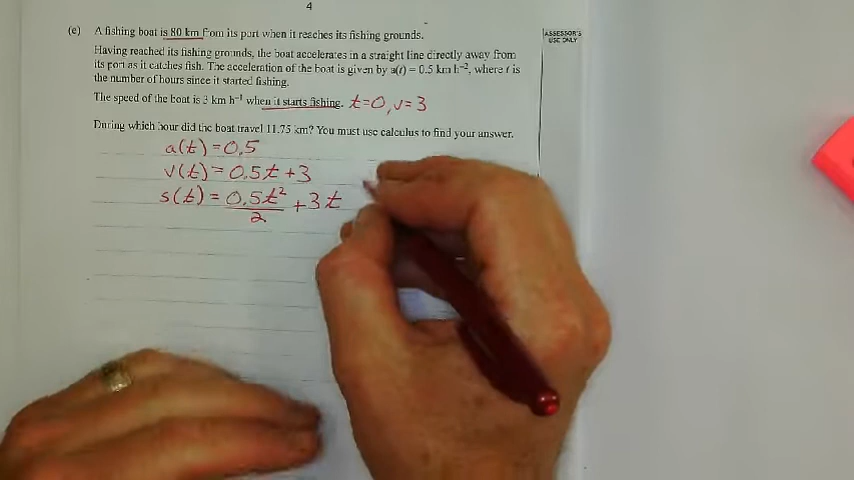 4
(e) A fishing boat is 80 km from its port when it reaches its fishing grounds.
ASSESSOR'S
USE ONLY
Having reached its fishing grounds, the boat accelerates in a straight line directly away from
its port as it catches fish. The acceleration of the boat is given by a(t) = 0.5 km h⁻², where t is
the number of hours since it started fishing.
The speed of the boat is 3 km h⁻¹ when it starts fishing. t=0, v=3
During which hour did the boat travel 11.75 km? You must use calculus to find your answer.
a(t) = 0.5
v(t) = 0.5t + 3
s(t) = 0.5t²/2 + 3t